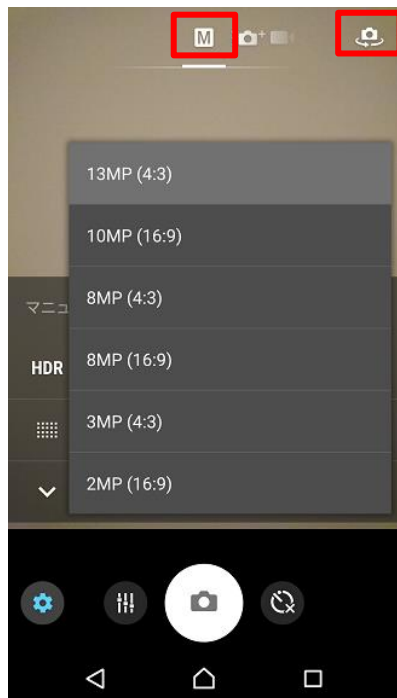 M
13MP (4:3)
10MP (16:9)
8MP (4:3)
マニュ
8MP (16:9)
HDR
3MP (4:3)
2MP (16:9)